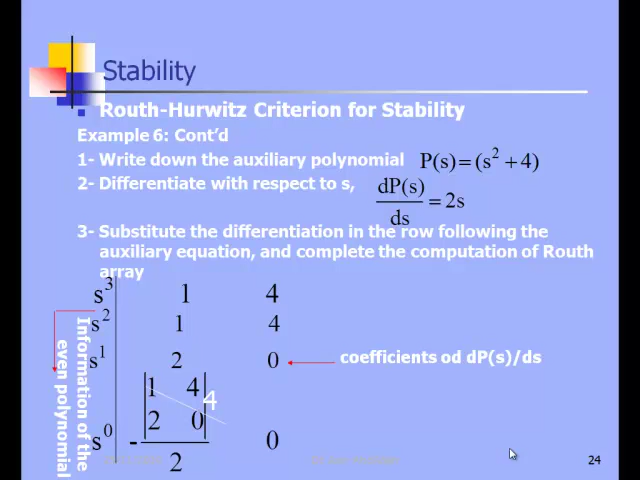 Stability
Routh-Hurwitz Criterion for Stability
Example 6: Cont'd
1- Write down the auxiliary polynomial P(s) = (s² + 4)
2- Differentiate with respect to s, dP(s)/ds = 2s
3- Substitute the differentiation in the row following the
auxiliary equation, and complete the computation of Routh
array
s³ 1 4
s² 1 4
s¹ 2 0 coefficients od dP(s)/ds
1 4
4
2 0
s⁰ - 0
2
Information of the
even polynomial
24